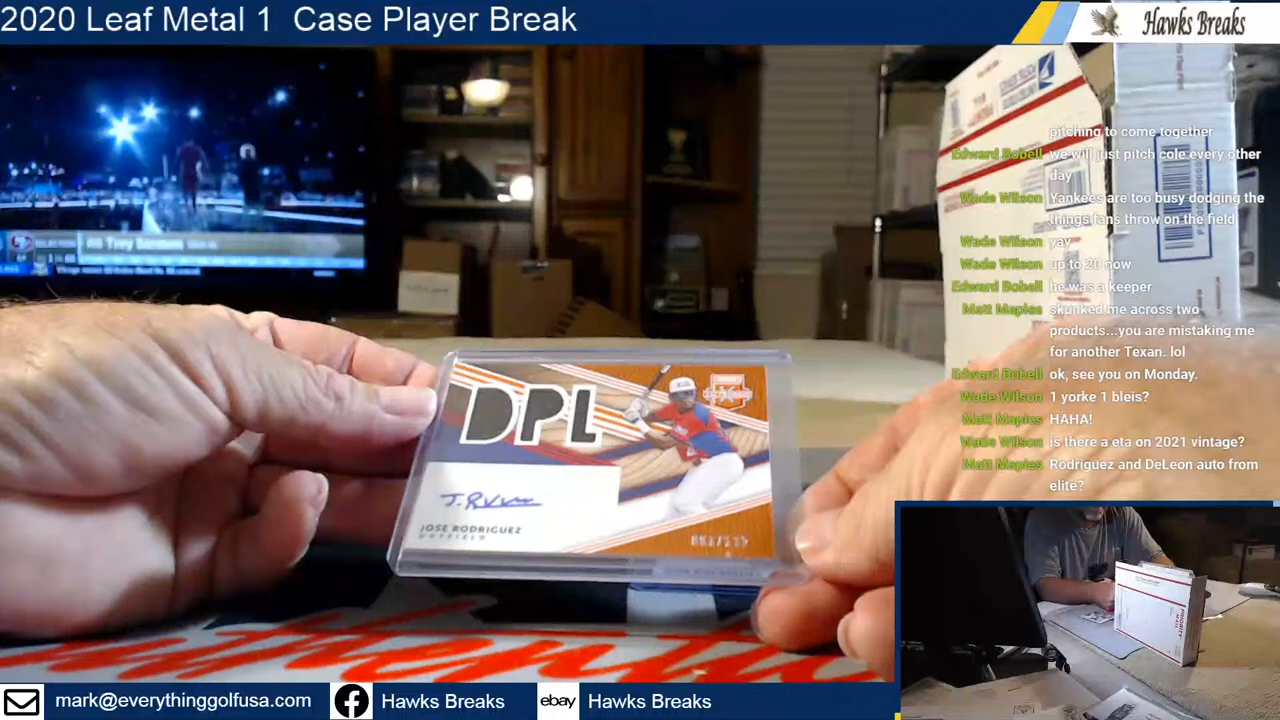 2020 Leaf Metal 1 Case Player Break
Hawks Breaks
pitching to come together
Edward Bobell we will just pitch cole every other
day
Wade Wilson Yankees are too busy dodging the
things fans throw on the field
Wade Wilson yay
Wade Wilson up to 20 now
Edward Bobell he was a keeper
Matt Maples skunked me across two
products...you are mistaking me
for another Texan. lol
Edward Bobell ok, see you on Monday.
Wade Wilson 1 yorke 1 bleis?
Matt Maples HAHA!
Wade Wilson is there a eta on 2021 vintage?
Matt Maples Rodriguez and DeLeon auto from
elite?
DPL
JOSE RODRIGUEZ
OUTFIELD
PRIORITY
MAIL
mark@everythinggolfusa.com
Hawks Breaks
ebay
Hawks Breaks